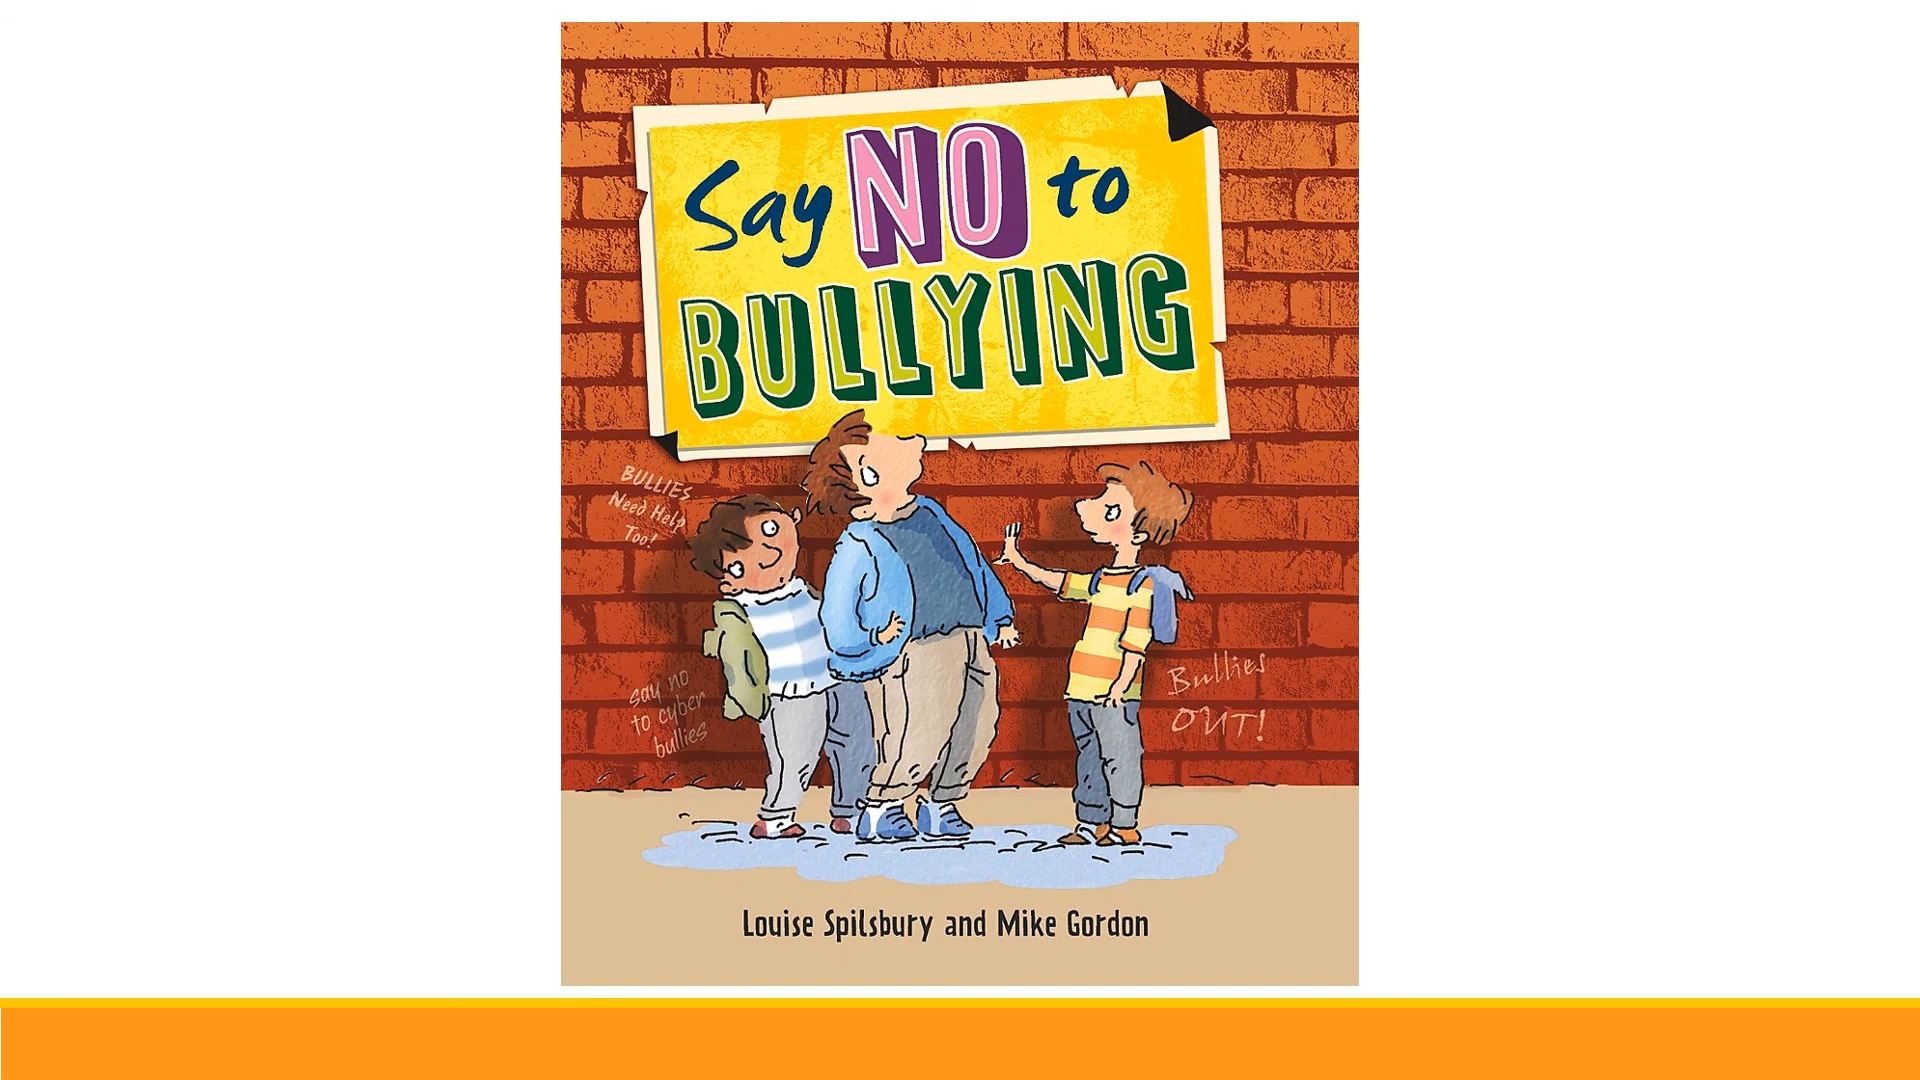 Say NO to
BULLYING
BULLIES
Need Help
Too!
say no
to cyber
bullies
Bullies
OUT!
Louise Spilsbury and Mike Gordon